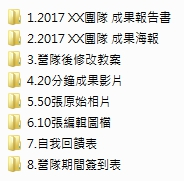 1.2017 XX團隊 成果報告書
2.2017 XX團隊 成果海報
3.營隊後修改教案
4.20分鐘成果影片
5.50張原始相片
6.10張編輯圖檔
7.自我回饋表
8.營隊期間簽到表